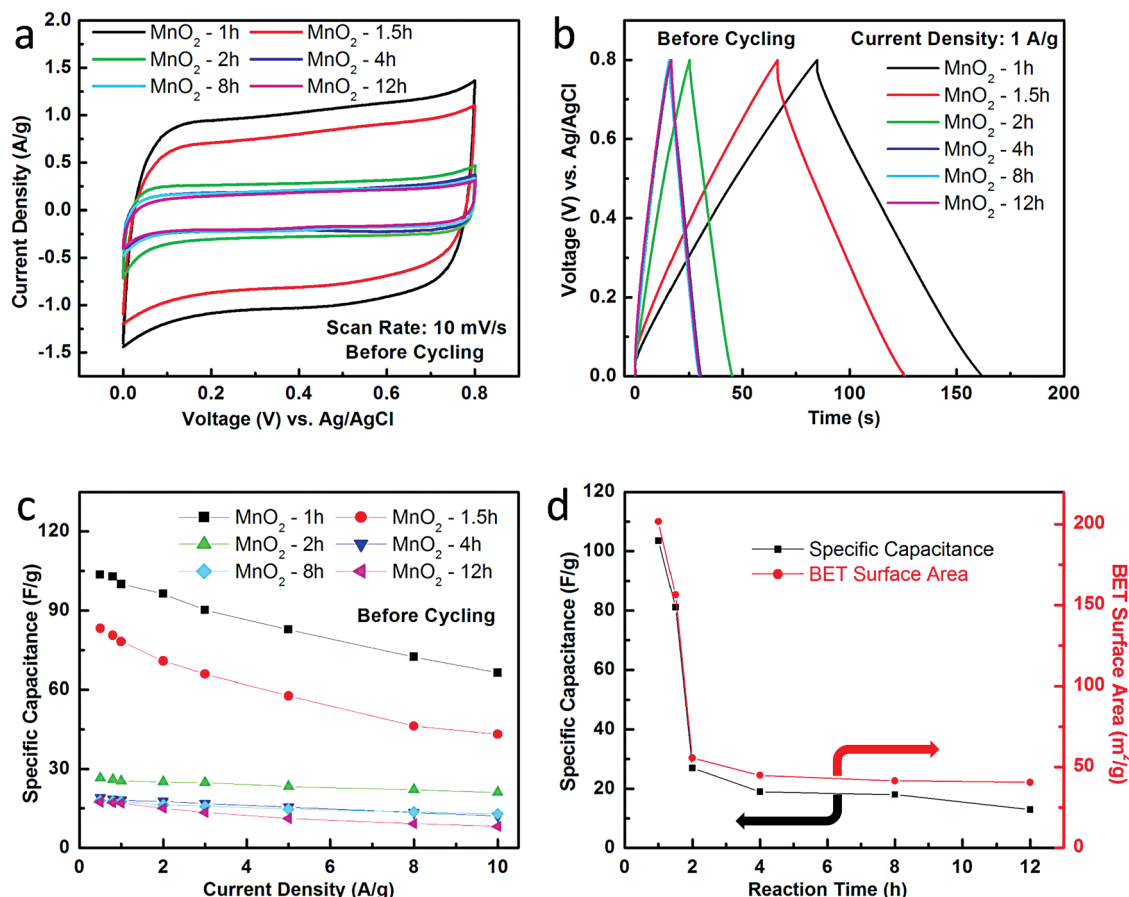 a
MnO2 - 1h MnO2 - 1.5h
MnO2 - 2h MnO2 - 4h
MnO2 - 8h MnO2 - 12h
2.0
1.5
1.0
0.5
0.0
-0.5
-1.0
-1.5
Current Density (A/g)
Scan Rate: 10 mV/s
Before Cycling
0.0 0.2 0.4 0.6 0.8
Voltage (V) vs. Ag/AgCl
b
Before Cycling
Current Density: 1 A/g
MnO2 - 1h
MnO2 - 1.5h
MnO2 - 2h
MnO2 - 4h
MnO2 - 8h
MnO2 - 12h
0.8
0.4
0.0
Voltage (V) vs. Ag/AgCl
0 50 100 150 200
Time (s)
c
MnO2 - 1h MnO2 - 1.5h
MnO2 - 2h MnO2 - 4h
MnO2 - 8h MnO2 - 12h
Before Cycling
120
90
60
30
0
Specific Capacitance (F/g)
0 2 4 6 8 10
Current Density (A/g)
d
Specific Capacitance
BET Surface Area
120
100
80
60
40
20
0
Specific Capacitance (F/g)
200
150
100
50
0
BET Surface Area (m²/g)
0 2 4 6 8 10 12
Reaction Time (h)